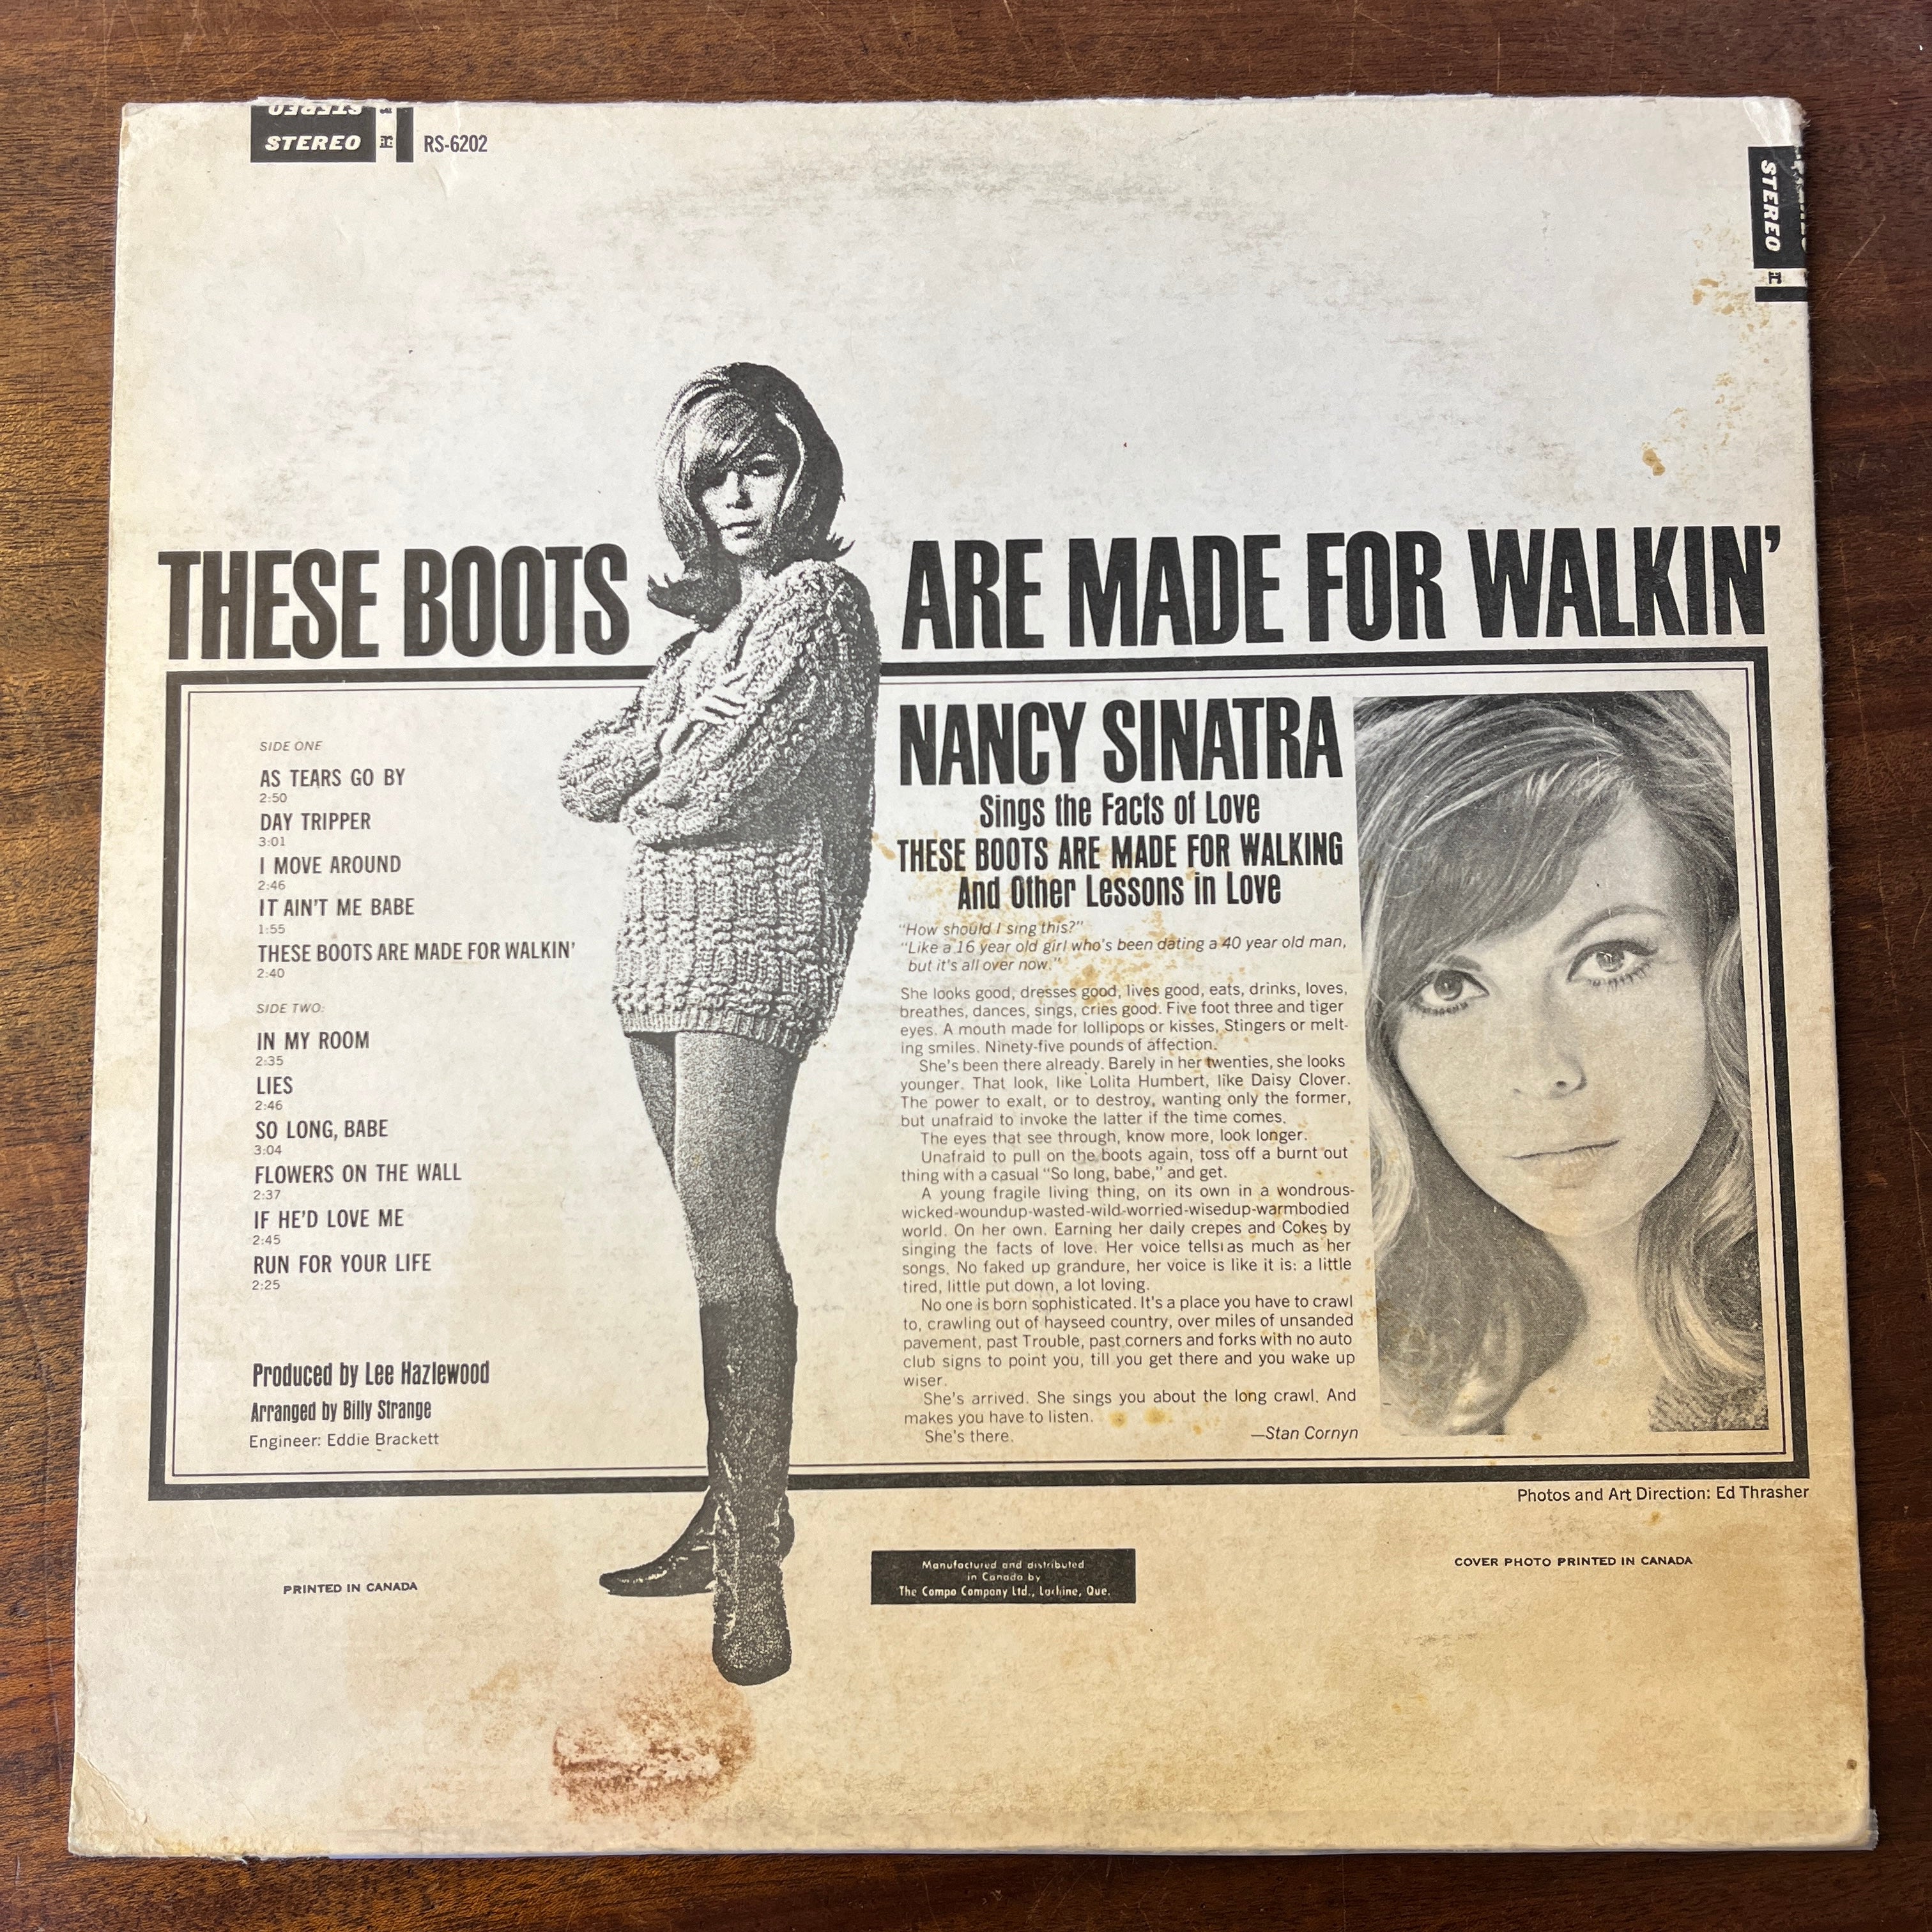 STEREO
STEREO
RS-6202
STEREO
THESE BOOTS ARE MADE FOR WALKIN'
SIDE ONE
AS TEARS GO BY
2:50
DAY TRIPPER
3:01
I MOVE AROUND
2:46
IT AIN'T ME BABE
1:55
THESE BOOTS ARE MADE FOR WALKIN'
2:40
SIDE TWO:
IN MY ROOM
2:35
LIES
2:46
SO LONG, BABE
3:04
FLOWERS ON THE WALL
2:37
IF HE'D LOVE ME
2:45
RUN FOR YOUR LIFE
2:25
Produced by Lee Hazlewood
Arranged by Billy Strange
Engineer: Eddie Brackett
NANCY SINATRA
Sings the Facts of Love
THESE BOOTS ARE MADE FOR WALKING
And Other Lessons in Love
"How should I sing this?"
"Like a 16 year old girl who's been dating a 40 year old man,
but it's all over now."
She looks good, dresses good, lives good, eats, drinks, loves,
breathes, dances, sings, cries good. Five foot three and tiger
eyes. A mouth made for lollipops or kisses, Stingers or melt-
ing smiles. Ninety-five pounds of affection.
She's been there already. Barely in her twenties, she looks
younger. That look, like Lolita Humbert, like Daisy Clover.
The power to exalt, or to destroy, wanting only the former,
but unafraid to invoke the latter if the time comes.
The eyes that see through, know more, look longer.
Unafraid to pull on the boots again, toss off a burnt out
thing with a casual "So long, babe," and get.
A young fragile living thing, on its own in a wondrous-
wicked-woundup-wasted-wild-worried-wisedup-warmbodied
world. On her own. Earning her daily crepes and Cokes by
singing the facts of love. Her voice tells as much as her
songs. No faked up grandure, her voice is like it is: a little
tired, little put down, a lot loving.
No one is born sophisticated. It's a place you have to crawl
to, crawling out of hayseed country, over miles of unsanded
pavement, past Trouble, past corners and forks with no auto
club signs to point you, till you get there and you wake up
wiser.
She's arrived. She sings you about the long crawl. And
makes you have to listen.
She's there.
—Stan Cornyn
Photos and Art Direction: Ed Thrasher
PRINTED IN CANADA
Manufactured and distributed
in Canada by
The Compo Company Ltd., Lachine, Que.
COVER PHOTO PRINTED IN CANADA